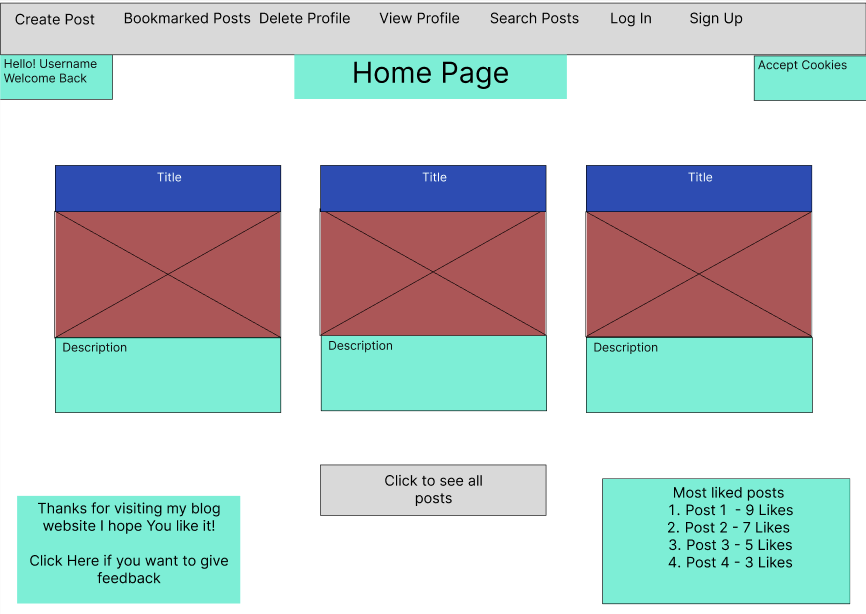 Create Post
Bookmarked Posts
Delete Profile
View Profile
Search Posts
Log In
Sign Up
Hello! Username
Welcome Back
Home Page
Accept Cookies
Title
Title
Title
Description
Description
Description
Click to see all
posts
Thanks for visiting my blog
website I hope You like it!
Click Here if you want to give
feedback
Most liked posts
1. Post 1 - 9 Likes
2. Post 2 - 7 Likes
3. Post 3 - 5 Likes
4. Post 4 - 3 Likes